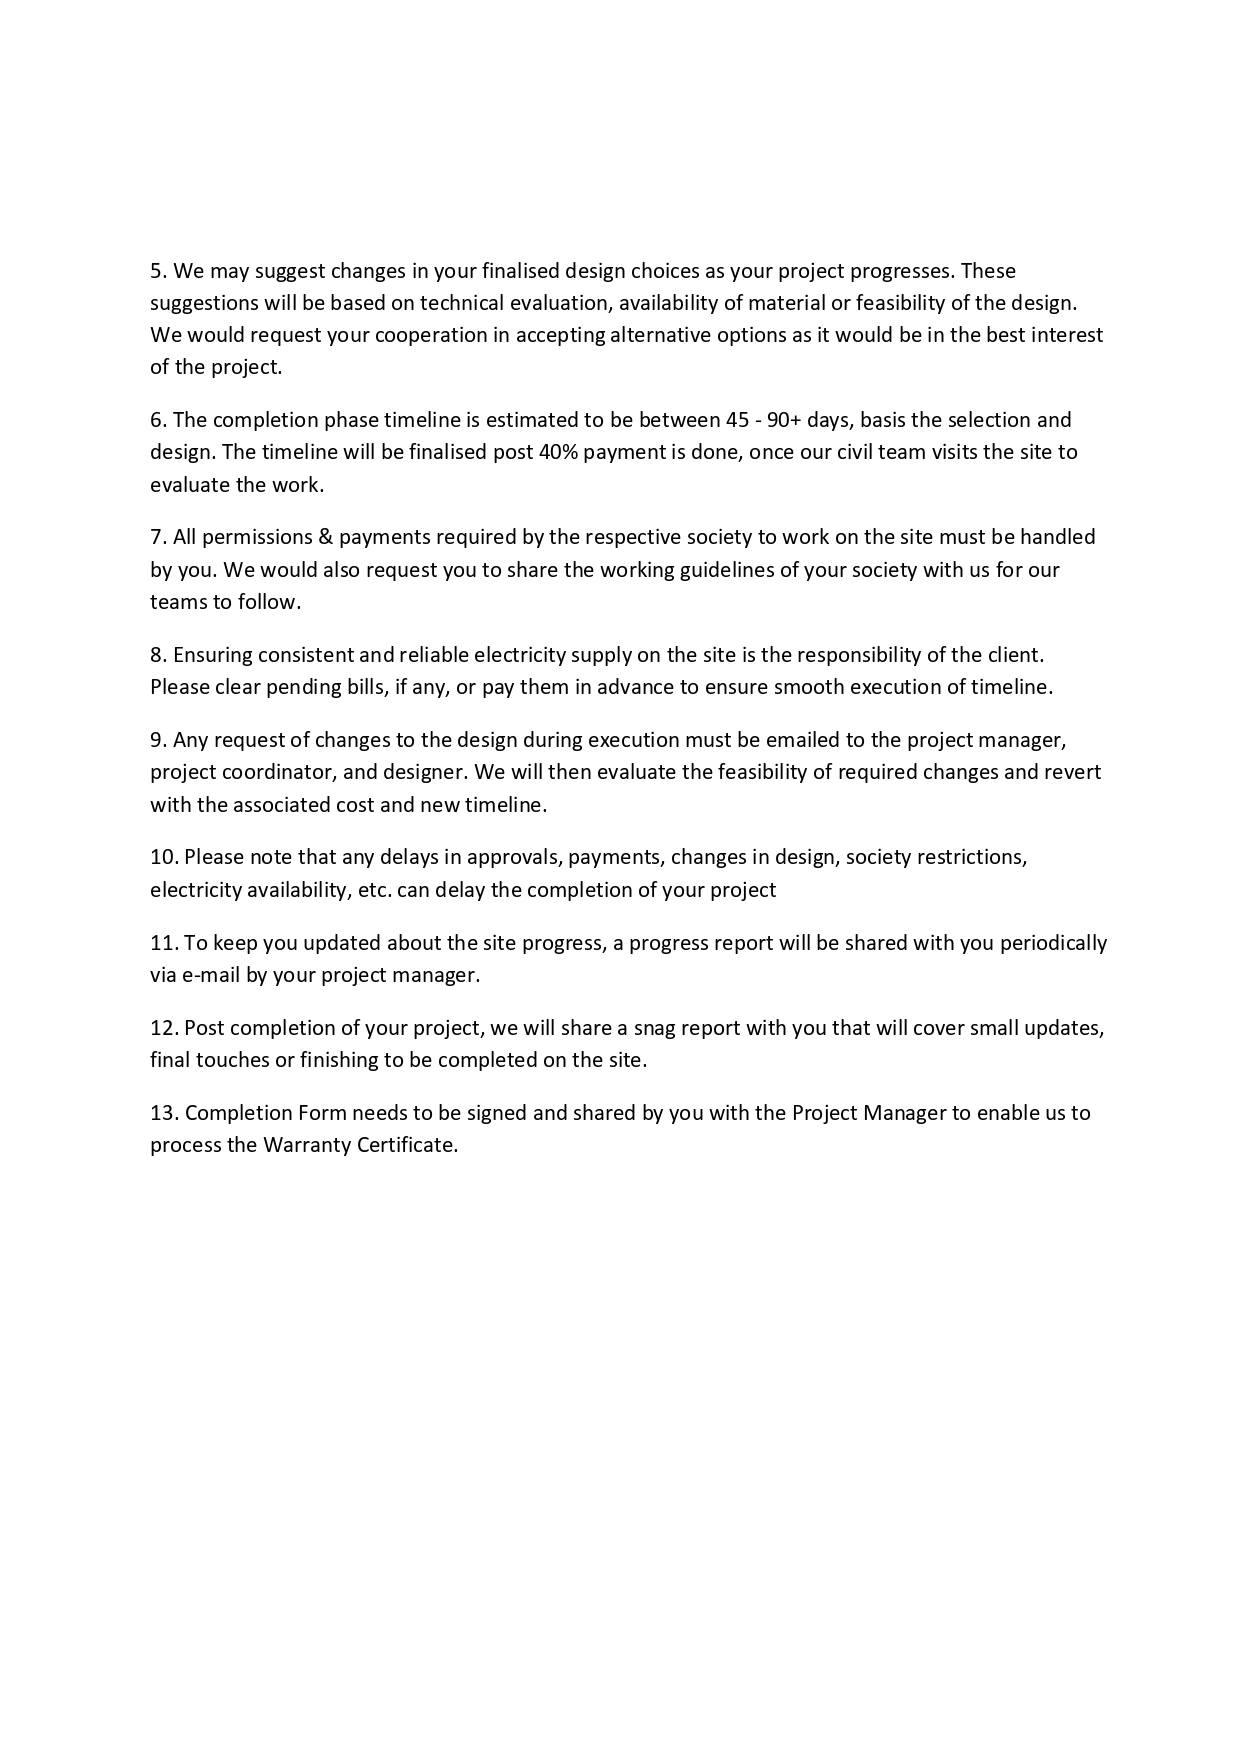 5. We may suggest changes in your finalised design choices as your project progresses. These
suggestions will be based on technical evaluation, availability of material or feasibility of the design.
We would request your cooperation in accepting alternative options as it would be in the best interest
of the project.
6. The completion phase timeline is estimated to be between 45 - 90+ days, basis the selection and
design. The timeline will be finalised post 40% payment is done, once our civil team visits the site to
evaluate the work.
7. All permissions & payments required by the respective society to work on the site must be handled
by you. We would also request you to share the working guidelines of your society with us for our
teams to follow.
8. Ensuring consistent and reliable electricity supply on the site is the responsibility of the client.
Please clear pending bills, if any, or pay them in advance to ensure smooth execution of timeline.
9. Any request of changes to the design during execution must be emailed to the project manager,
project coordinator, and designer. We will then evaluate the feasibility of required changes and revert
with the associated cost and new timeline.
10. Please note that any delays in approvals, payments, changes in design, society restrictions,
electricity availability, etc. can delay the completion of your project
11. To keep you updated about the site progress, a progress report will be shared with you periodically
via e-mail by your project manager.
12. Post completion of your project, we will share a snag report with you that will cover small updates,
final touches or finishing to be completed on the site.
13. Completion Form needs to be signed and shared by you with the Project Manager to enable us to
process the Warranty Certificate.